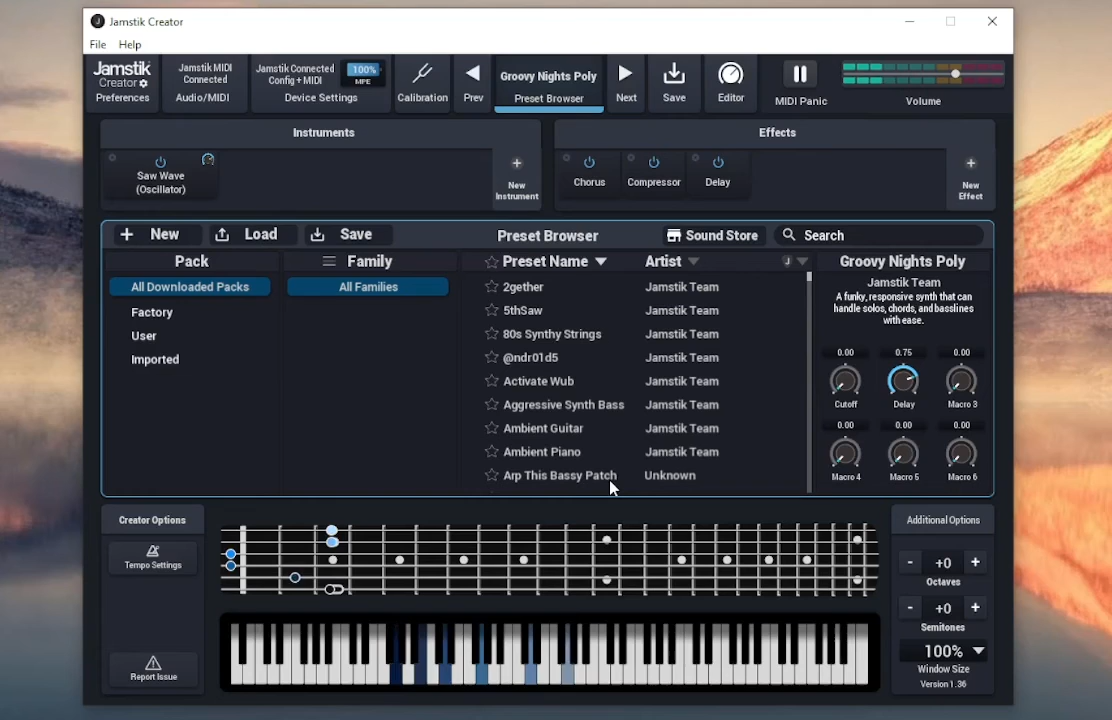 Jamstik Creator
File Help
Jamstik
Creator
Preferences
Jamstik MIDI
Connected
Audio/MIDI
Jamstik Connected
Config + MIDI
100%
MPE
Device Settings
Calibration
Prev
Groovy Nights Poly
Preset Browser
Next
Save
Editor
MIDI Panic
Volume
Instruments
Effects
Saw Wave
(Oscillator)
+
New
Instrument
Chorus
Compressor
Delay
+
New
Effect
+ New
Load
Save
Preset Browser
Sound Store
Search
Pack
Family
Preset Name
Artist
J
Groovy Nights Poly
All Downloaded Packs
Factory
User
Imported
All Families
2gether Jamstik Team
5thSaw Jamstik Team
80s Synthy Strings Jamstik Team
@ndr01d5 Jamstik Team
Activate Wub Jamstik Team
Aggressive Synth Bass Jamstik Team
Ambient Guitar Jamstik Team
Ambient Piano Jamstik Team
Arp This Bassy Patch Unknown
Jamstik Team
A funky, responsive synth that can
handle solos, chords, and basslines
with ease.
0.00 0.75 0.00
Cutoff Delay Macro 3
0.00 0.00 0.00
Macro 4 Macro 5 Macro 6
Creator Options
Tempo Settings
Report Issue
Additional Options
- +0 +
Octaves
- +0 +
Semitones
100%
Window Size
Version 1.36